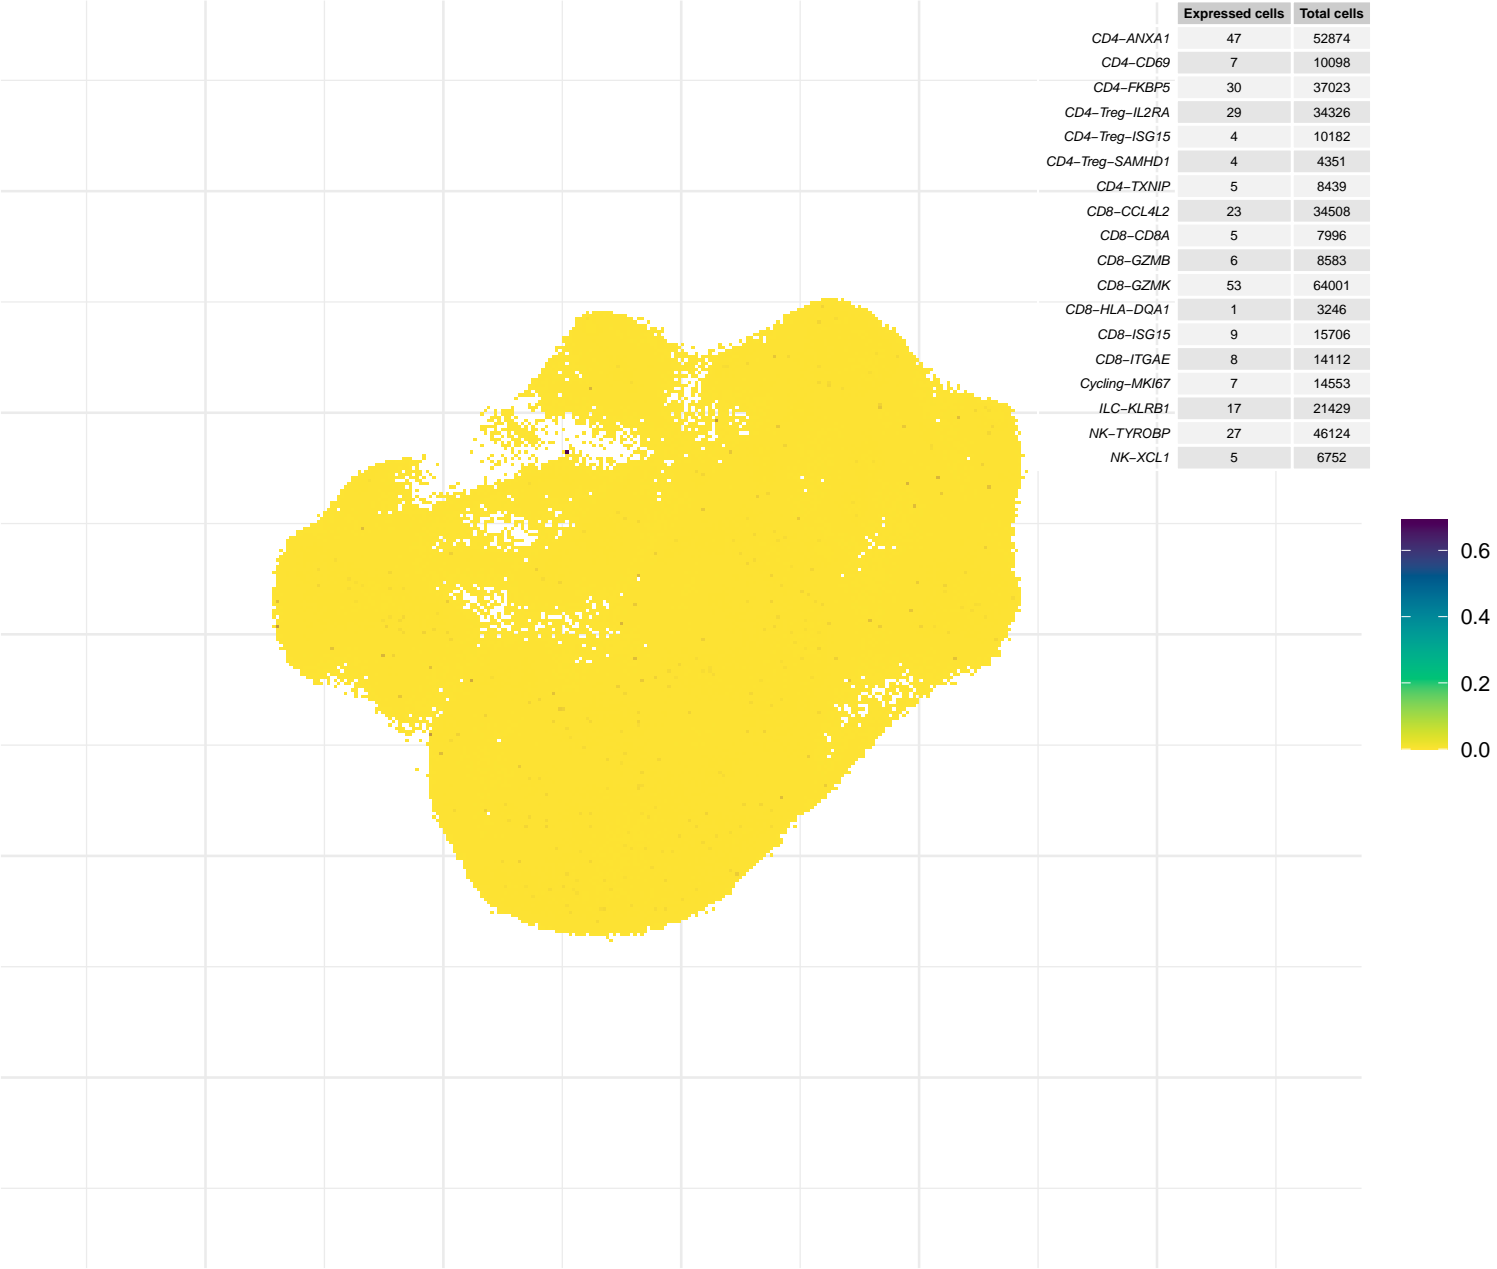 Expressed cells Total cells
CD4−ANXA1 47 52874
CD4−CD69 7 10098
CD4−FKBP5 30 37023
CD4−Treg−IL2RA 29 34326
CD4−Treg−ISG15 4 10182
CD4−Treg−SAMHD1 4 4351
CD4−TXNIP 5 8439
CD8−CCL4L2 23 34508
CD8−CD8A 5 7996
CD8−GZMB 6 8583
CD8−GZMK 53 64001
CD8−HLA−DQA1 1 3246
CD8−ISG15 9 15706
CD8−ITGAE 8 14112
Cycling−MKI67 7 14553
ILC−KLRB1 17 21429
NK−TYROBP 27 46124
NK−XCL1 5 6752
0.6
0.4
0.2
0.0